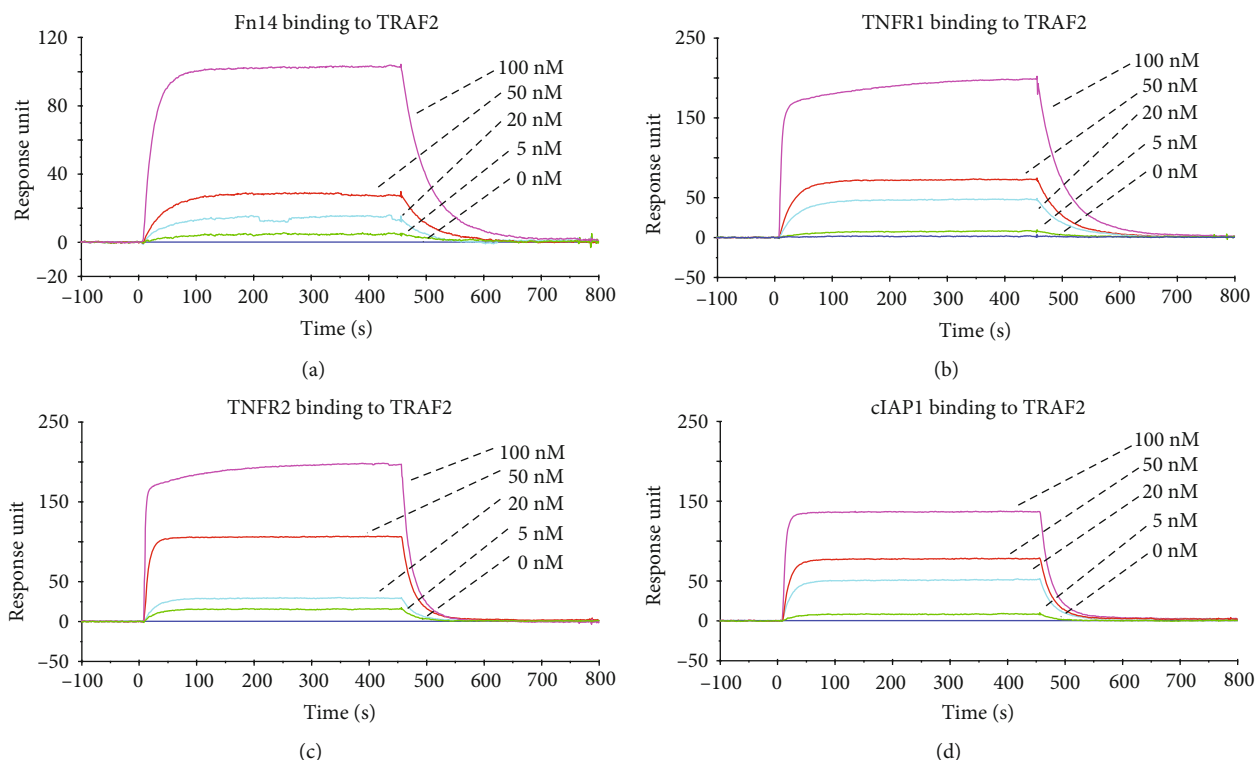 Fn14 binding to TRAF2
120
80
40
0
−20
Response unit
100 nM
50 nM
20 nM
5 nM
0 nM
−100 0 100 200 300 400 500 600 700 800
Time (s)
(a)
TNFR1 binding to TRAF2
250
150
50
0
−50
Response unit
100 nM
50 nM
20 nM
5 nM
0 nM
−100 0 100 200 300 400 500 600 700 800
Time (s)
(b)
TNFR2 binding to TRAF2
250
150
50
0
−50
Response unit
100 nM
50 nM
20 nM
5 nM
0 nM
−100 0 100 200 300 400 500 600 700 800
Time (s)
(c)
cIAP1 binding to TRAF2
250
150
50
0
−50
Response unit
100 nM
50 nM
20 nM
5 nM
0 nM
−100 0 100 200 300 400 500 600 700 800
Time (s)
(d)